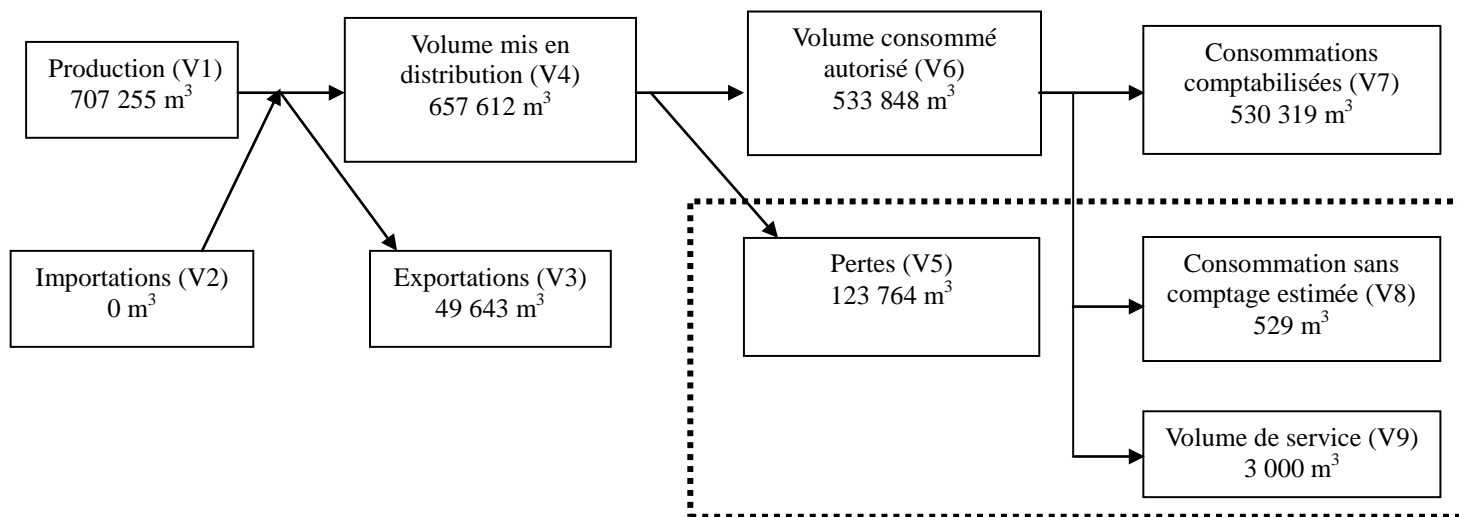 Production (V1)
707 255 m³
Volume mis en
distribution (V4)
657 612 m³
Volume consommé
autorisé (V6)
533 848 m³
Consommations
comptabilisées (V7)
530 319 m³
Importations (V2)
0 m³
Exportations (V3)
49 643 m³
Pertes (V5)
123 764 m³
Consommation sans
comptage estimée (V8)
529 m³
Volume de service (V9)
3 000 m³